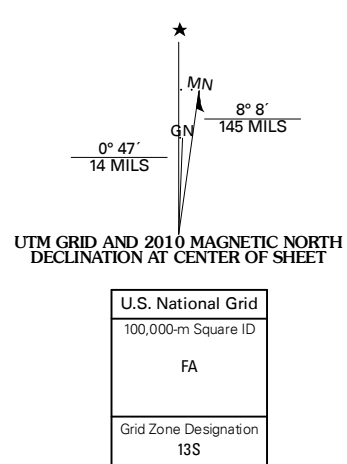 ★
MN
8° 8´
145 MILS
GN
0° 47´
14 MILS
UTM GRID AND 2010 MAGNETIC NORTH
DECLINATION AT CENTER OF SHEET
U.S. National Grid
100,000-m Square ID
FA
Grid Zone Designation
13S